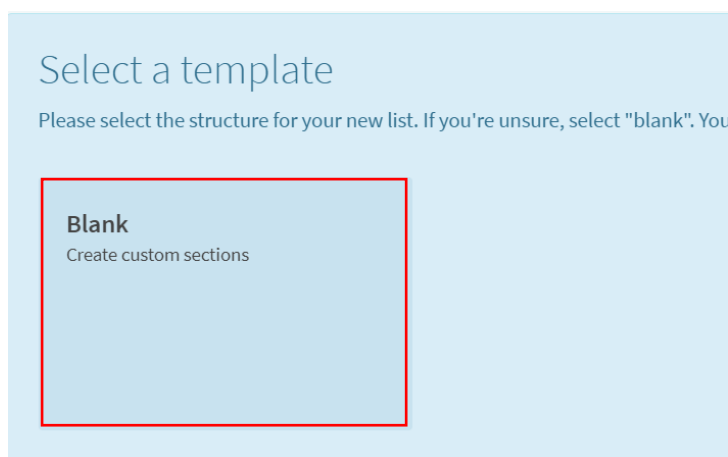 Select a template
Please select the structure for your new list. If you're unsure, select "blank". You
Blank
Create custom sections